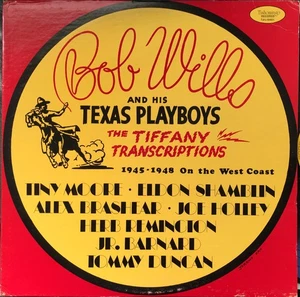 Bob Wills
AND HIS
TEXAS PLAYBOYS
THE TIFFANY
TRANSCRIPTIONS
1945-1948 On the West Coast
TINY MOORE · ELDON SHAMBLIN
ALEX BRASHEAR · JOE HOLLEY
HERB REMINGTON
JR. BARNARD
TOMMY DUNCAN